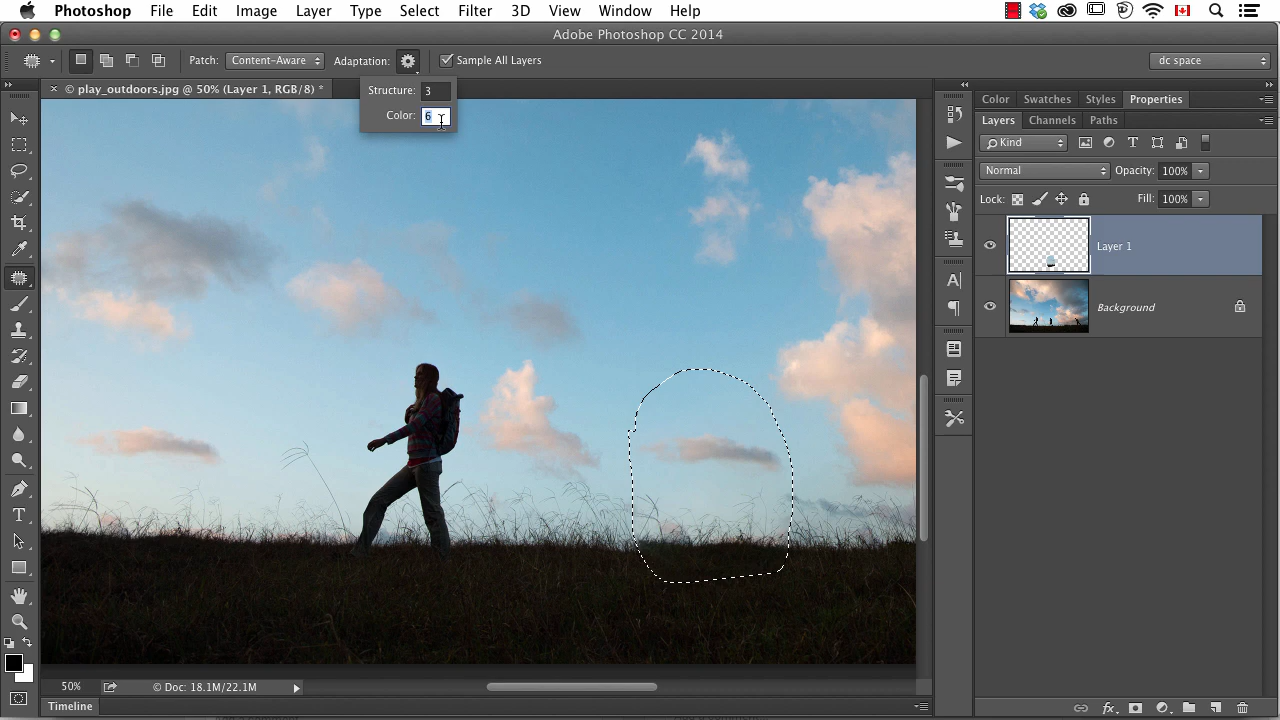 Photoshop File Edit Image Layer Type Select Filter 3D View Window Help
Adobe Photoshop CC 2014
Patch: Content-Aware Adaptation: Sample All Layers dc space
× © play_outdoors.jpg @ 50% (Layer 1, RGB/8) *
Structure: 3
Color: 6
Color Swatches Styles Properties
Layers Channels Paths
Kind
Normal Opacity: 100%
Lock: Fill: 100%
Layer 1
Background
50% © Doc: 18.1M/22.1M
Timeline